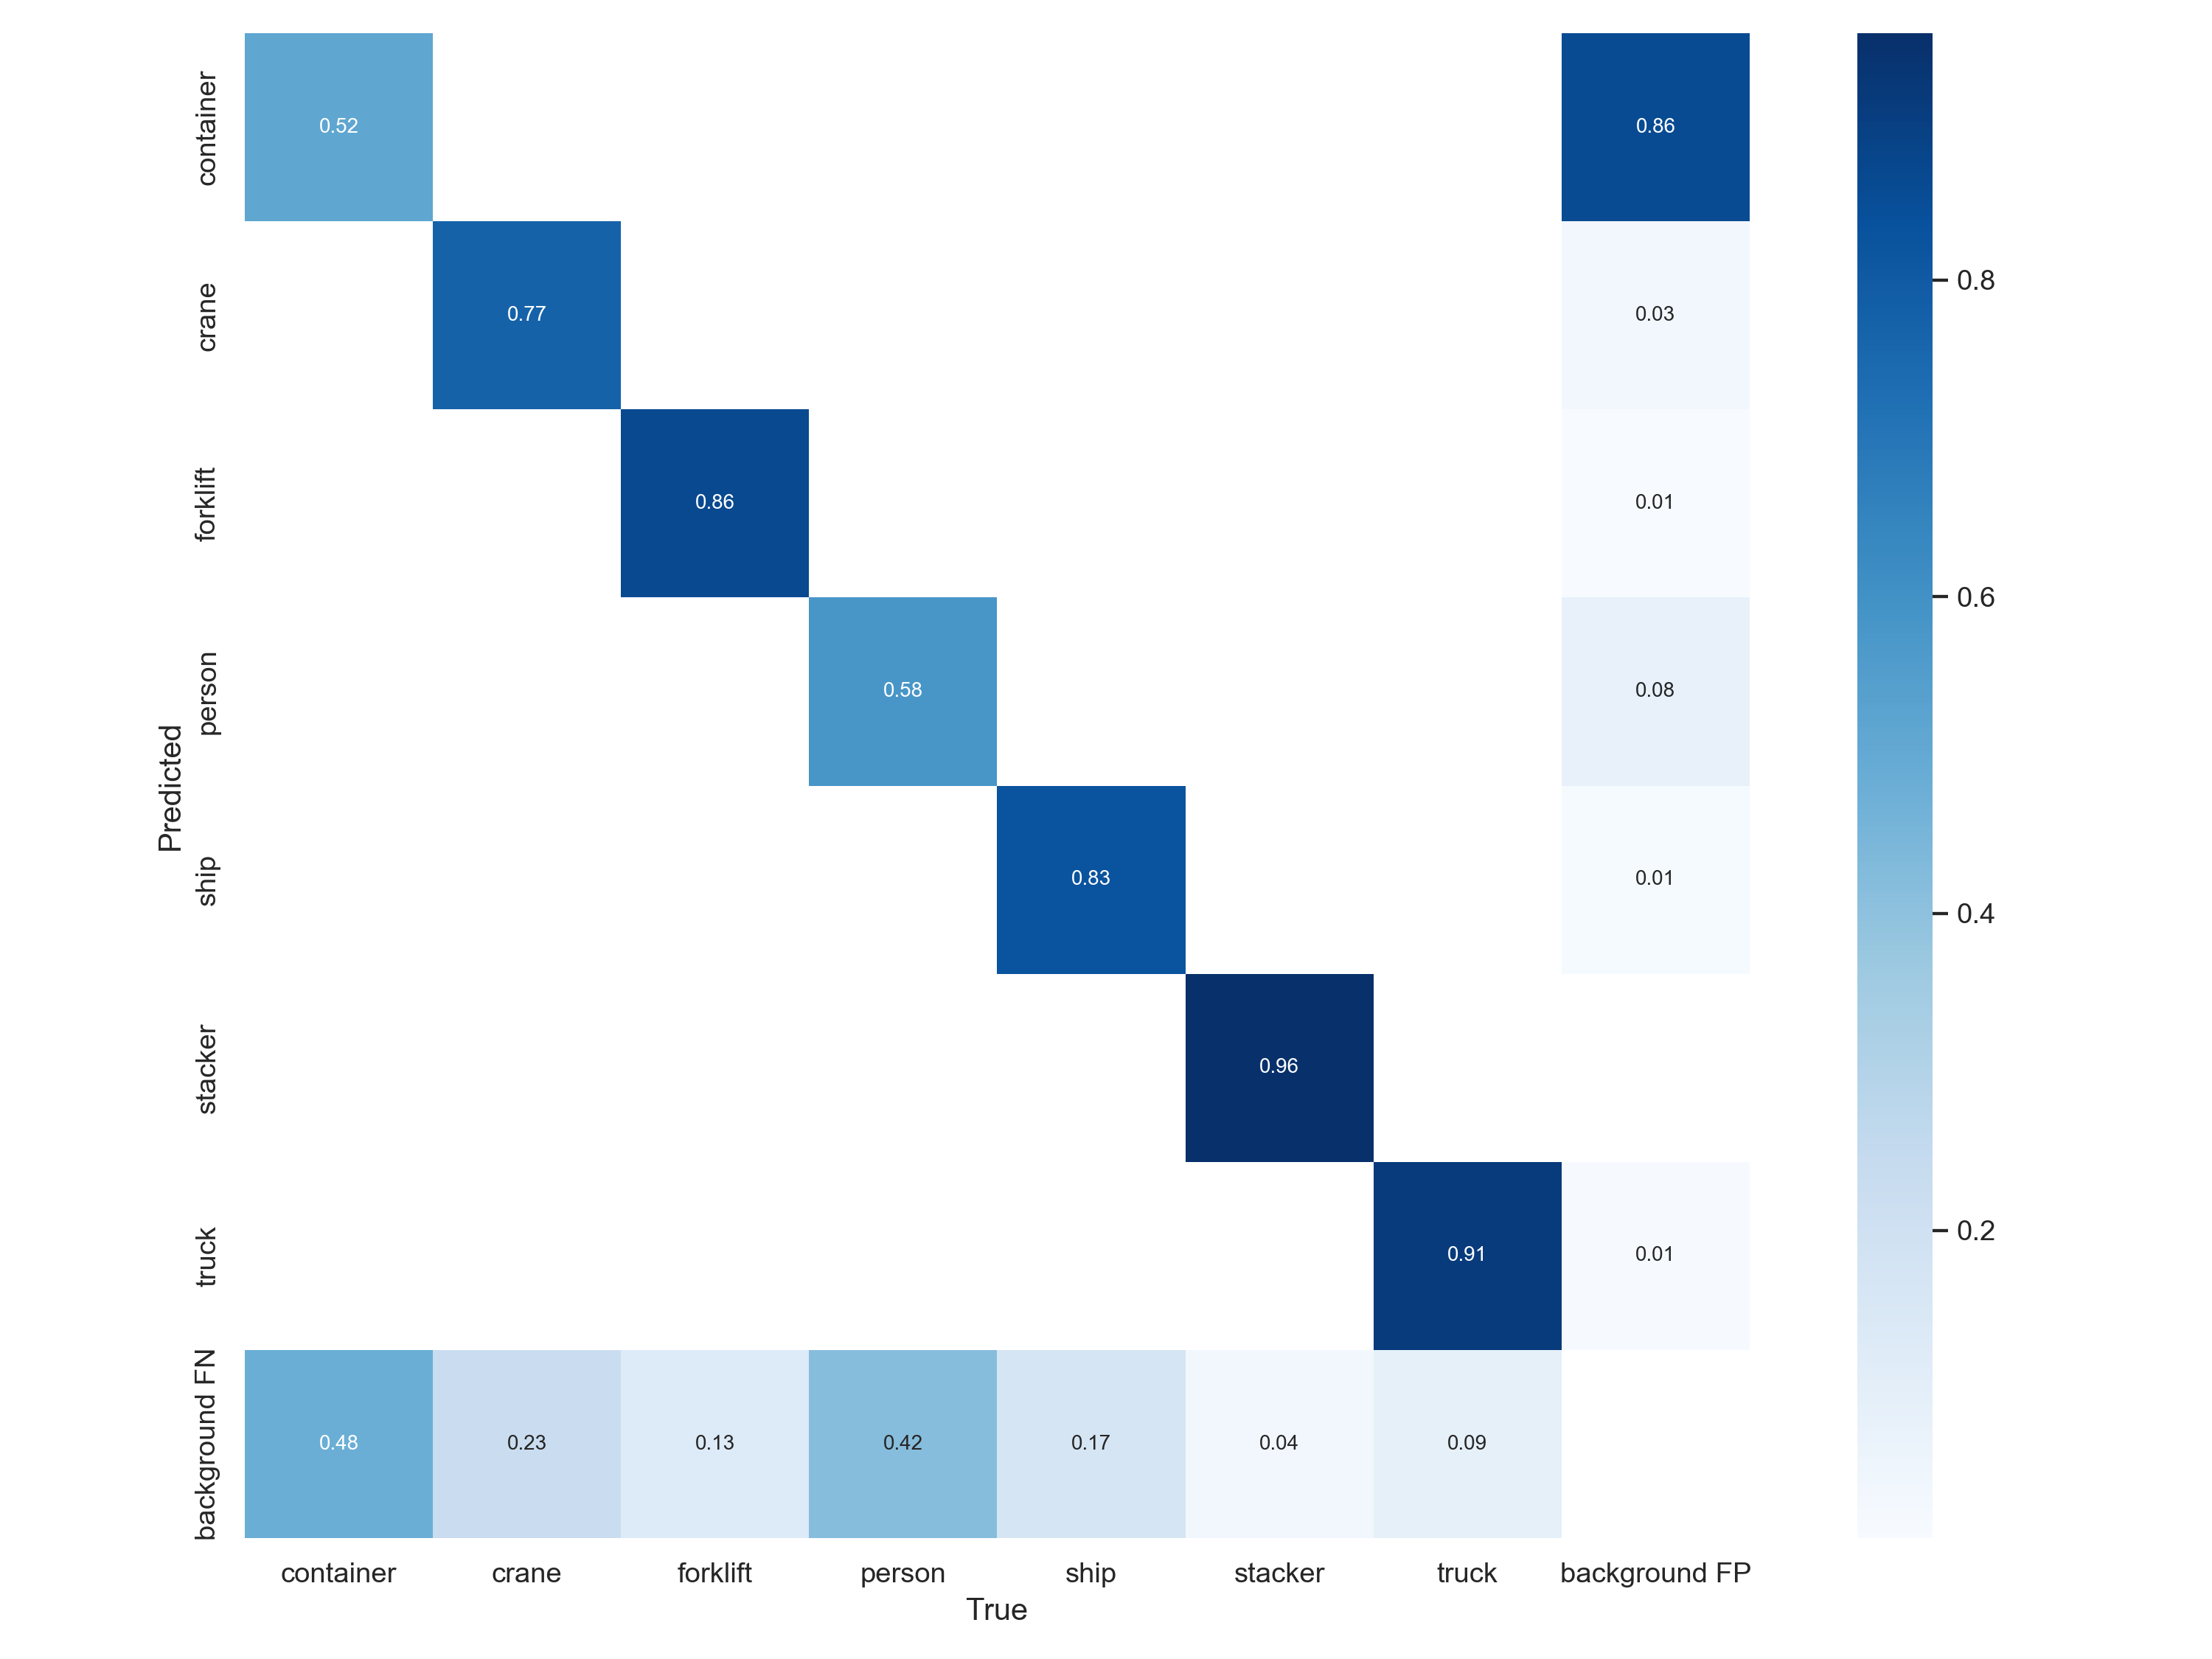 container
0.52
0.86
crane
0.77
0.03
0.8
forklift
0.86
0.01
0.6
person
0.58
0.08
Predicted
ship
0.83
0.01
0.4
stacker
0.96
truck
0.91
0.01
0.2
background FN
0.48
0.23
0.13
0.42
0.17
0.04
0.09
container
crane
forklift
person
ship
stacker
truck
background FP
True